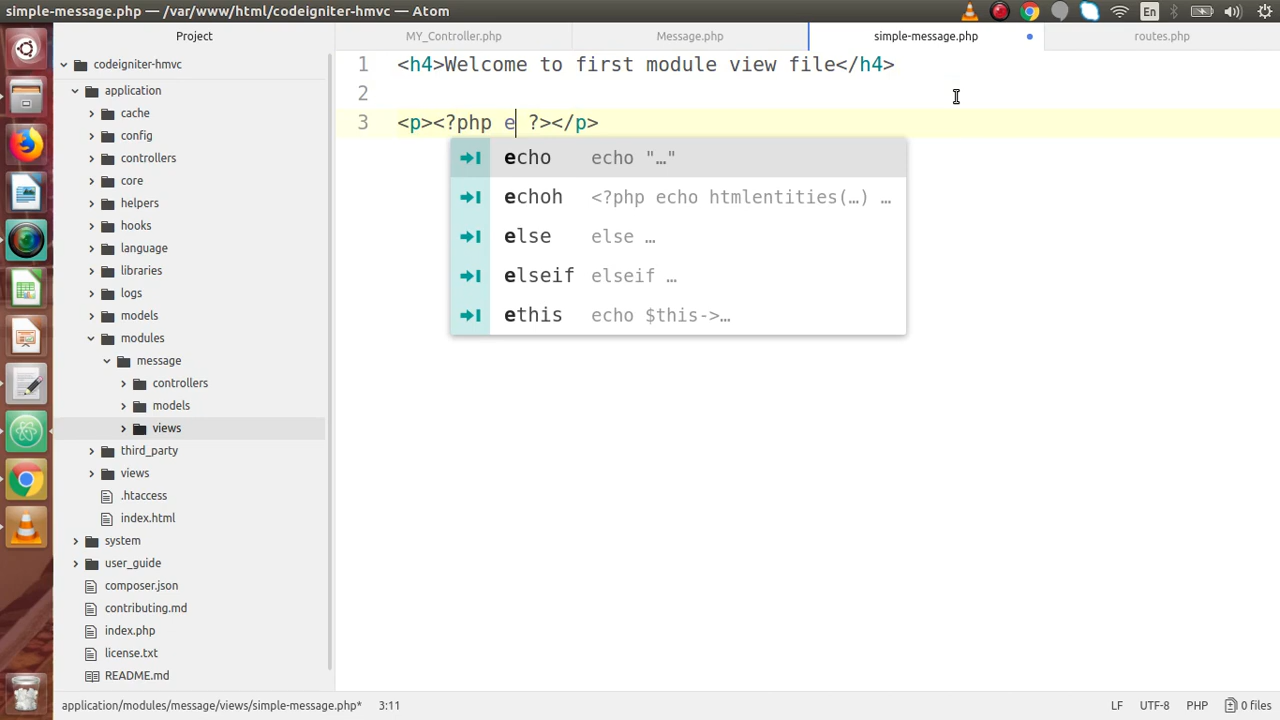 simple-message.php — /var/www/html/codeigniter-hmvc — Atom
En
Project
MY_Controller.php
Message.php
simple-message.php
routes.php
codeigniter-hmvc
application
cache
config
controllers
core
helpers
hooks
language
libraries
logs
models
modules
message
controllers
models
views
third_party
views
.htaccess
index.html
system
user_guide
composer.json
contributing.md
index.php
license.txt
README.md
1 <h4>Welcome to first module view file</h4>
2
3 <p><?php e ?></p>
echo echo "…"
echoh <?php echo htmlentities(…) …
else else …
elseif elseif …
ethis echo $this->…
application/modules/message/views/simple-message.php* 3:11
LF UTF-8 PHP 0 files